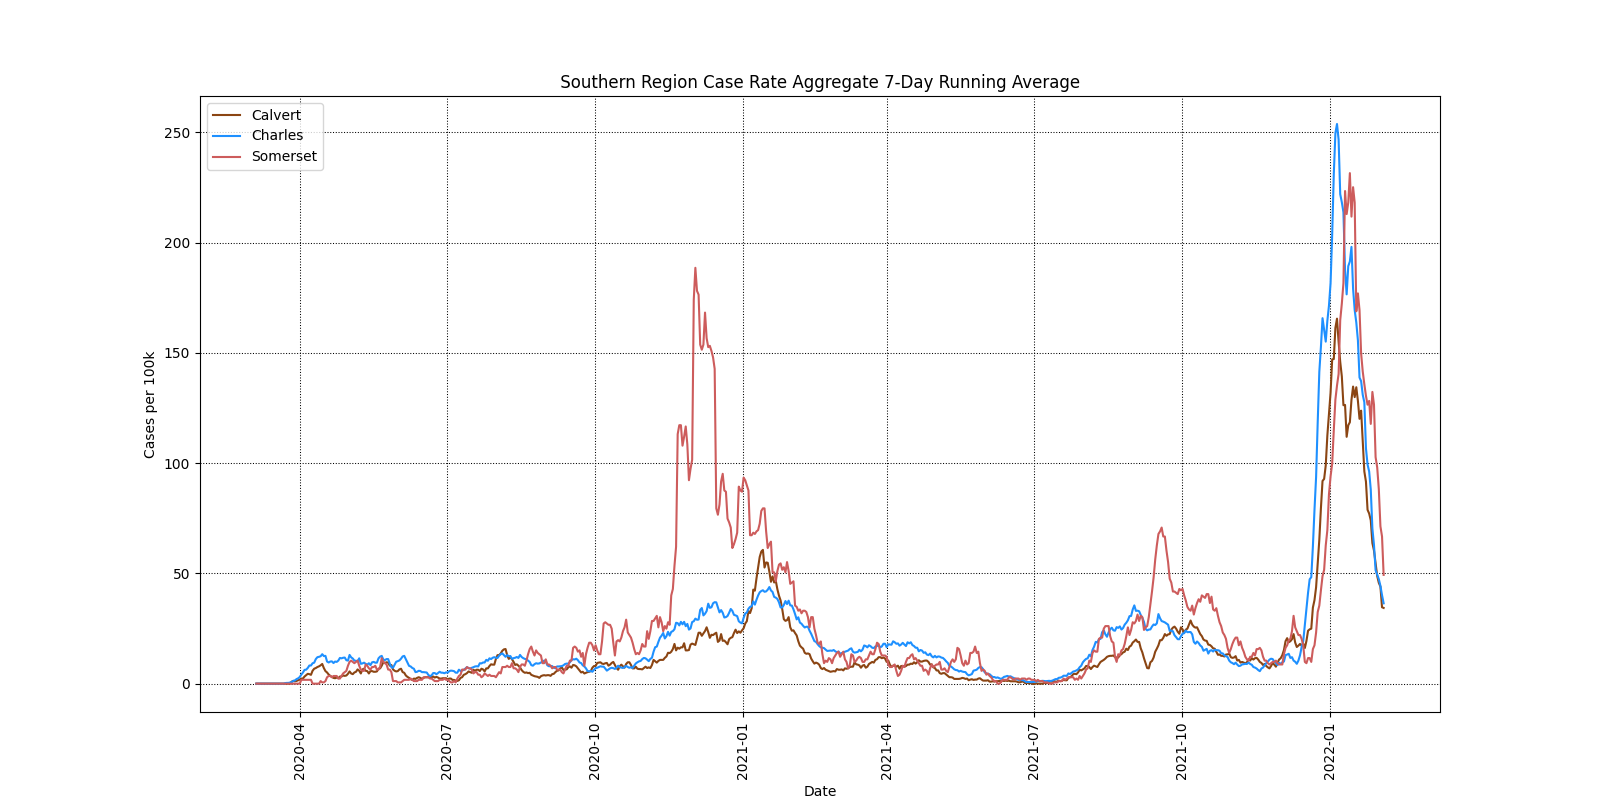 Southern Region Case Rate Aggregate 7-Day Running Average
Calvert
Charles
Somerset
250
200
150
100
50
0
Cases per 100k
2020-04
2020-07
2020-10
2021-01
2021-04
2021-07
2021-10
2022-01
Date